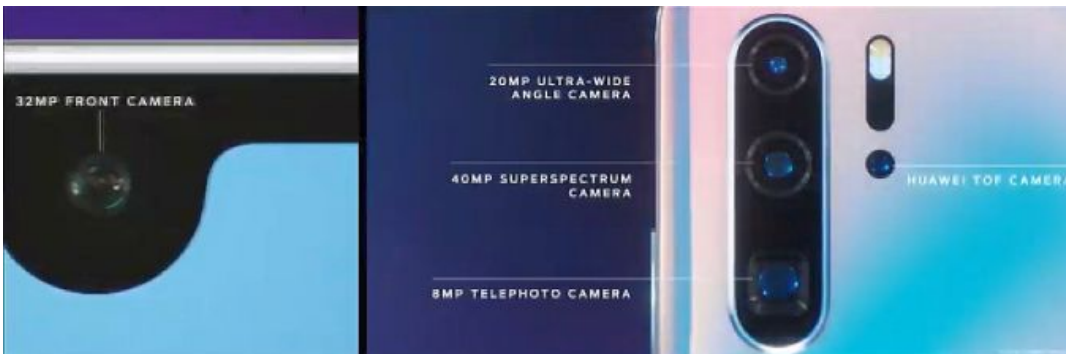 32MP FRONT CAMERA
20MP ULTRA-WIDE
ANGLE CAMERA
40MP SUPERSPECTRUM
CAMERA
8MP TELEPHOTO CAMERA
HUAWEI TOF CAMERA